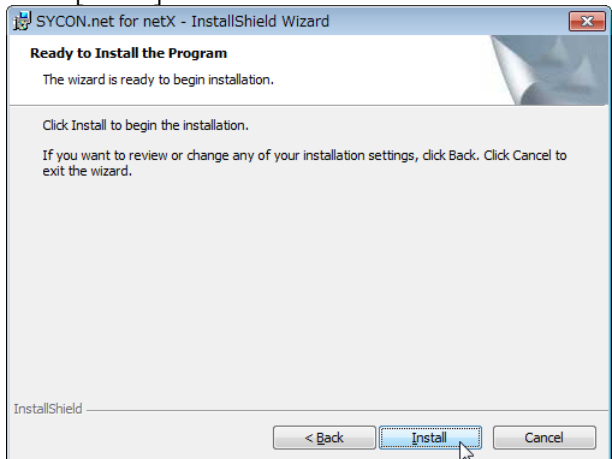 SYCON.net for netX - InstallShield Wizard
Ready to Install the Program
The wizard is ready to begin installation.
Click Install to begin the installation.
If you want to review or change any of your installation settings, click Back. Click Cancel to
exit the wizard.
InstallShield
< Back Install Cancel